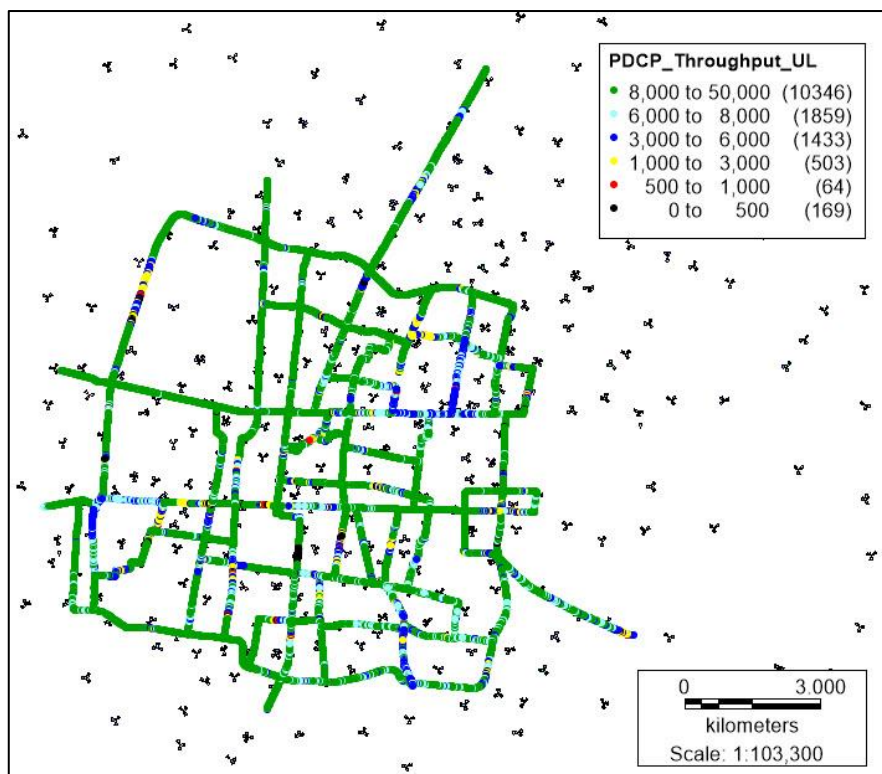 PDCP_Throughput_UL
8,000 to 50,000 (10346)
6,000 to 8,000 (1859)
3,000 to 6,000 (1433)
1,000 to 3,000 (503)
500 to 1,000 (64)
0 to 500 (169)
0 3.000
kilometers
Scale: 1:103,300